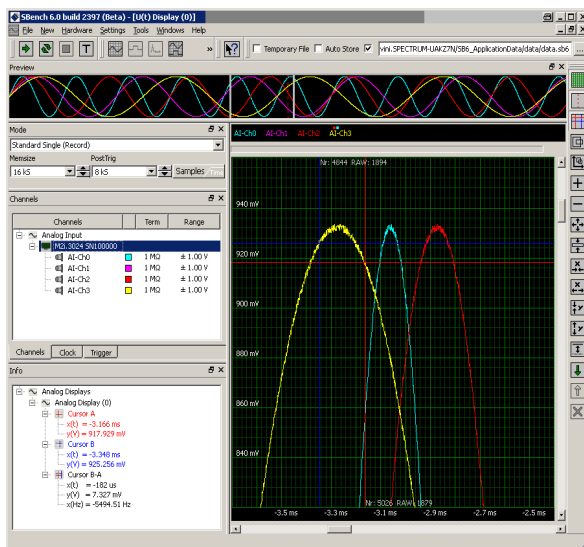 SBench 6.0 build 2397 (Beta) - [U(t) Display (0)]
File New Hardware Settings Tools Windows Help
T » Temporary File Auto Store vini.SPECTRUM-UAKZ7N/SB6_ApplicationData/data/data.sb6 ...
Preview
Mode
Standard Single (Record)
Memsize PostTrig
16 kS 8 kS Samples/Time
Channels
Channels Term Range
Analog Input
M2i.3024 SN100000
AI-Ch0 1 MΩ ± 1.00 V
AI-Ch1 1 MΩ ± 1.00 V
AI-Ch2 1 MΩ ± 1.00 V
AI-Ch3 1 MΩ ± 1.00 V
Channels Clock Trigger
Info
Analog Displays
Analog Display (0)
Cursor A
x(t) = -3.166 ms
y(V) = 917.929 mV
Cursor B
x(t) = -3.348 ms
y(V) = 925.256 mV
Cursor B-A
x(t) = -182 us
y(V) = 7.327 mV
x(Hz) = -5494.51 Hz
AI-Ch0 AI-Ch1 AI-Ch2 AI-Ch3
Nr: 4844 RAW: 1894
940 mV
920 mV
900 mV
880 mV
860 mV
840 mV
Nr: 5026 RAW: 1879
-3.5 ms -3.3 ms -3.1 ms -2.9 ms -2.7 ms -2.5 ms